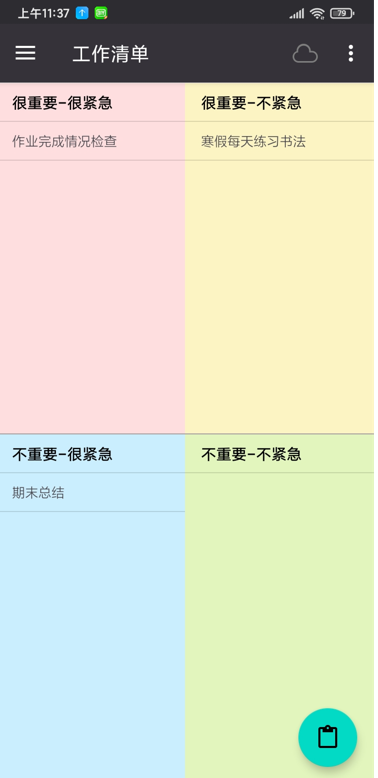 上午11:37
79
工作清单
很重要-很紧急
很重要-不紧急
作业完成情况检查
寒假每天练习书法
不重要-很紧急
不重要-不紧急
期末总结